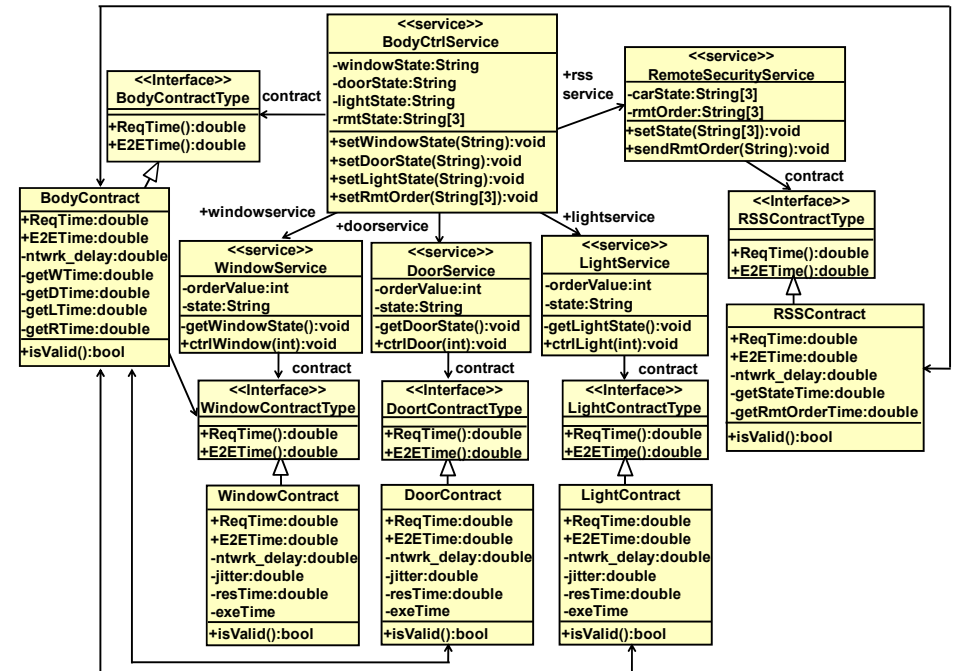 <<service>>
BodyCtrlService
-windowState:String
-doorState:String
-lightState:String
-rmtState:String[3]
+setWindowState(String):void
+setDoorState(String):void
+setLightState(String):void
+setRmtOrder(String[3]):void
<<Interface>>
BodyContractType
+ReqTime():double
+E2ETime():double
contract
+rss
service
<<service>>
RemoteSecurityService
-carState:String[3]
-rmtOrder:String[3]
+setState(String[3]):void
+sendRmtOrder(String):void
contract
<<Interface>>
RSSContractType
+ReqTime():double
+E2ETime():double
BodyContract
+ReqTime:double
+E2ETime:double
-ntwrk_delay:double
-getWTime:double
-getDTime:double
-getLTime:double
-getRTime:double
+isValid():bool
+windowservice
+doorservice
+lightservice
<<service>>
WindowService
-orderValue:int
-state:String
-getWindowState():void
+ctrlWindow(int):void
<<service>>
DoorService
-orderValue:int
-state:String
-getDoorState():void
+ctrlDoor(int):void
<<service>>
LightService
-orderValue:int
-state:String
-getLightState():void
+ctrlLight(int):void
RSSContract
+ReqTime:double
+E2ETime:double
-ntwrk_delay:double
-getStateTime:double
-getRmtOrderTime:double
+isValid():bool
contract
contract
contract
<<Interface>>
WindowContractType
+ReqTime():double
+E2ETime():double
<<Interface>>
DoortContractType
+ReqTime():double
+E2ETime():double
<<Interface>>
LightContractType
+ReqTime():double
+E2ETime():double
WindowContract
+ReqTime:double
+E2ETime:double
-ntwrk_delay:double
-jitter:double
-resTime:double
-exeTime
+isValid():bool
DoorContract
+ReqTime:double
+E2ETime:double
-ntwrk_delay:double
-jitter:double
-resTime:double
-exeTime
+isValid():bool
LightContract
+ReqTime:double
+E2ETime:double
-ntwrk_delay:double
-jitter:double
-resTime:double
-exeTime
+isValid():bool